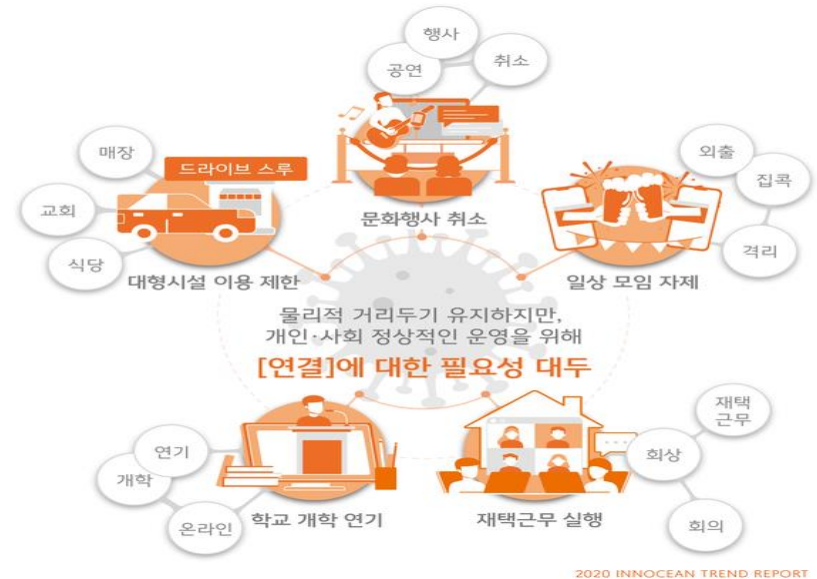 행사
공연
취소
문화행사 취소
매장
교회
식당
드라이브 스루
대형시설 이용 제한
외출
집콕
격리
일상 모임 자제
물리적 거리두기 유지하지만,
개인·사회 정상적인 운영을 위해
[연결]에 대한 필요성 대두
연기
개학
온라인
학교 개학 연기
재택근무 실행
재택
근무
회상
회의
2020 INNOCEAN TREND REPORT